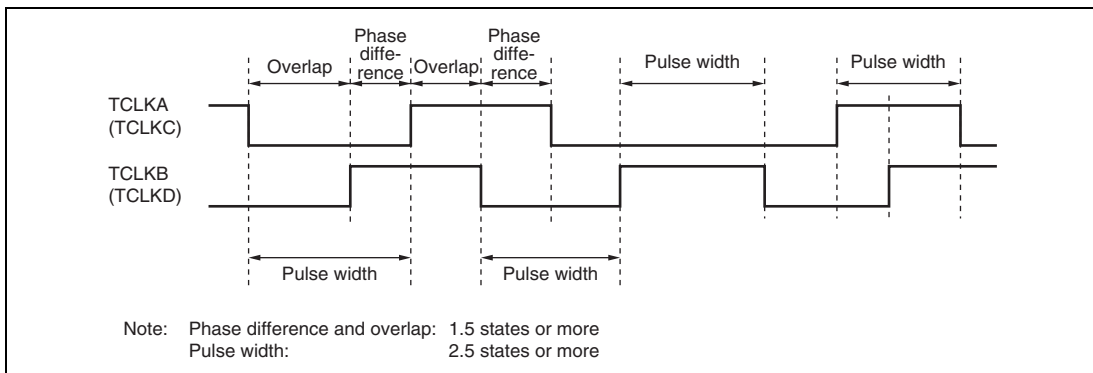 Phase
diffe-
rence
Phase
diffe-
rence
Overlap
Overlap
Pulse width
Pulse width
TCLKA
(TCLKC)
TCLKB
(TCLKD)
Pulse width
Pulse width
Note: Phase difference and overlap: 1.5 states or more
Pulse width: 2.5 states or more